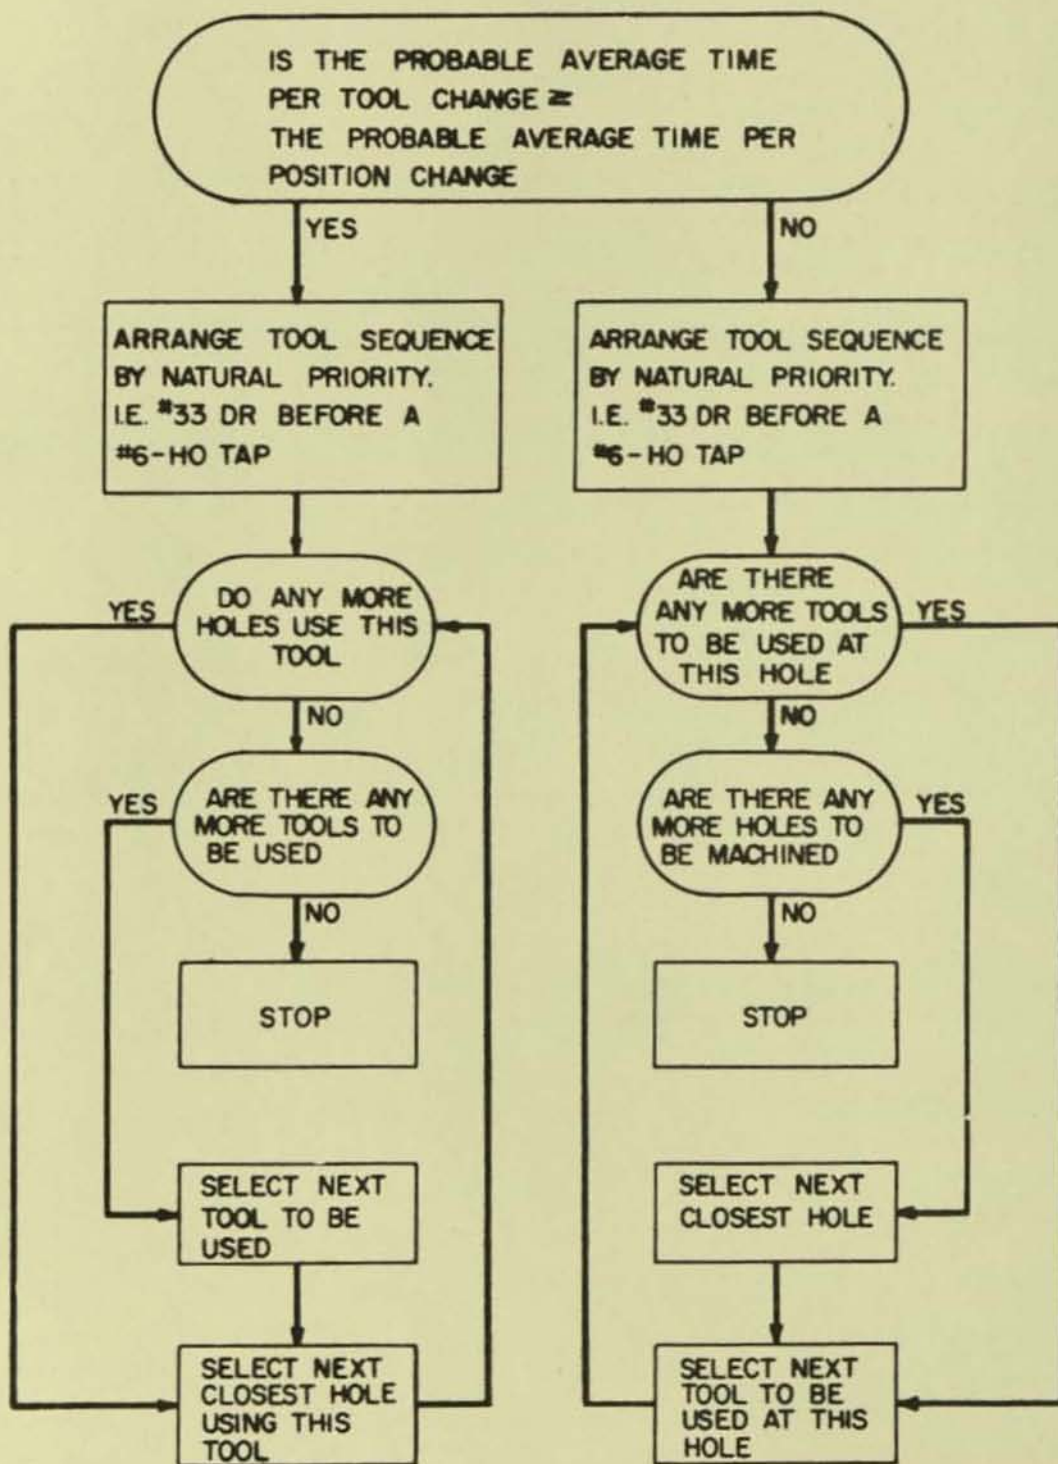 IS THE PROBABLE AVERAGE TIME
PER TOOL CHANGE ≥
THE PROBABLE AVERAGE TIME PER
POSITION CHANGE
YES
NO
ARRANGE TOOL SEQUENCE
BY NATURAL PRIORITY.
I.E. #33 DR BEFORE A
#6-HO TAP
ARRANGE TOOL SEQUENCE
BY NATURAL PRIORITY.
I.E. #33 DR BEFORE A
#6-HO TAP
YES
DO ANY MORE
HOLES USE THIS
TOOL
NO
YES
ARE THERE ANY
MORE TOOLS TO
BE USED
NO
STOP
SELECT NEXT
TOOL TO BE
USED
SELECT NEXT
CLOSEST HOLE
USING THIS
TOOL
ARE THERE
ANY MORE TOOLS
TO BE USED AT
THIS HOLE
YES
NO
ARE THERE ANY
MORE HOLES TO
BE MACHINED
YES
NO
STOP
SELECT NEXT
CLOSEST HOLE
SELECT NEXT
TOOL TO BE
USED AT THIS
HOLE